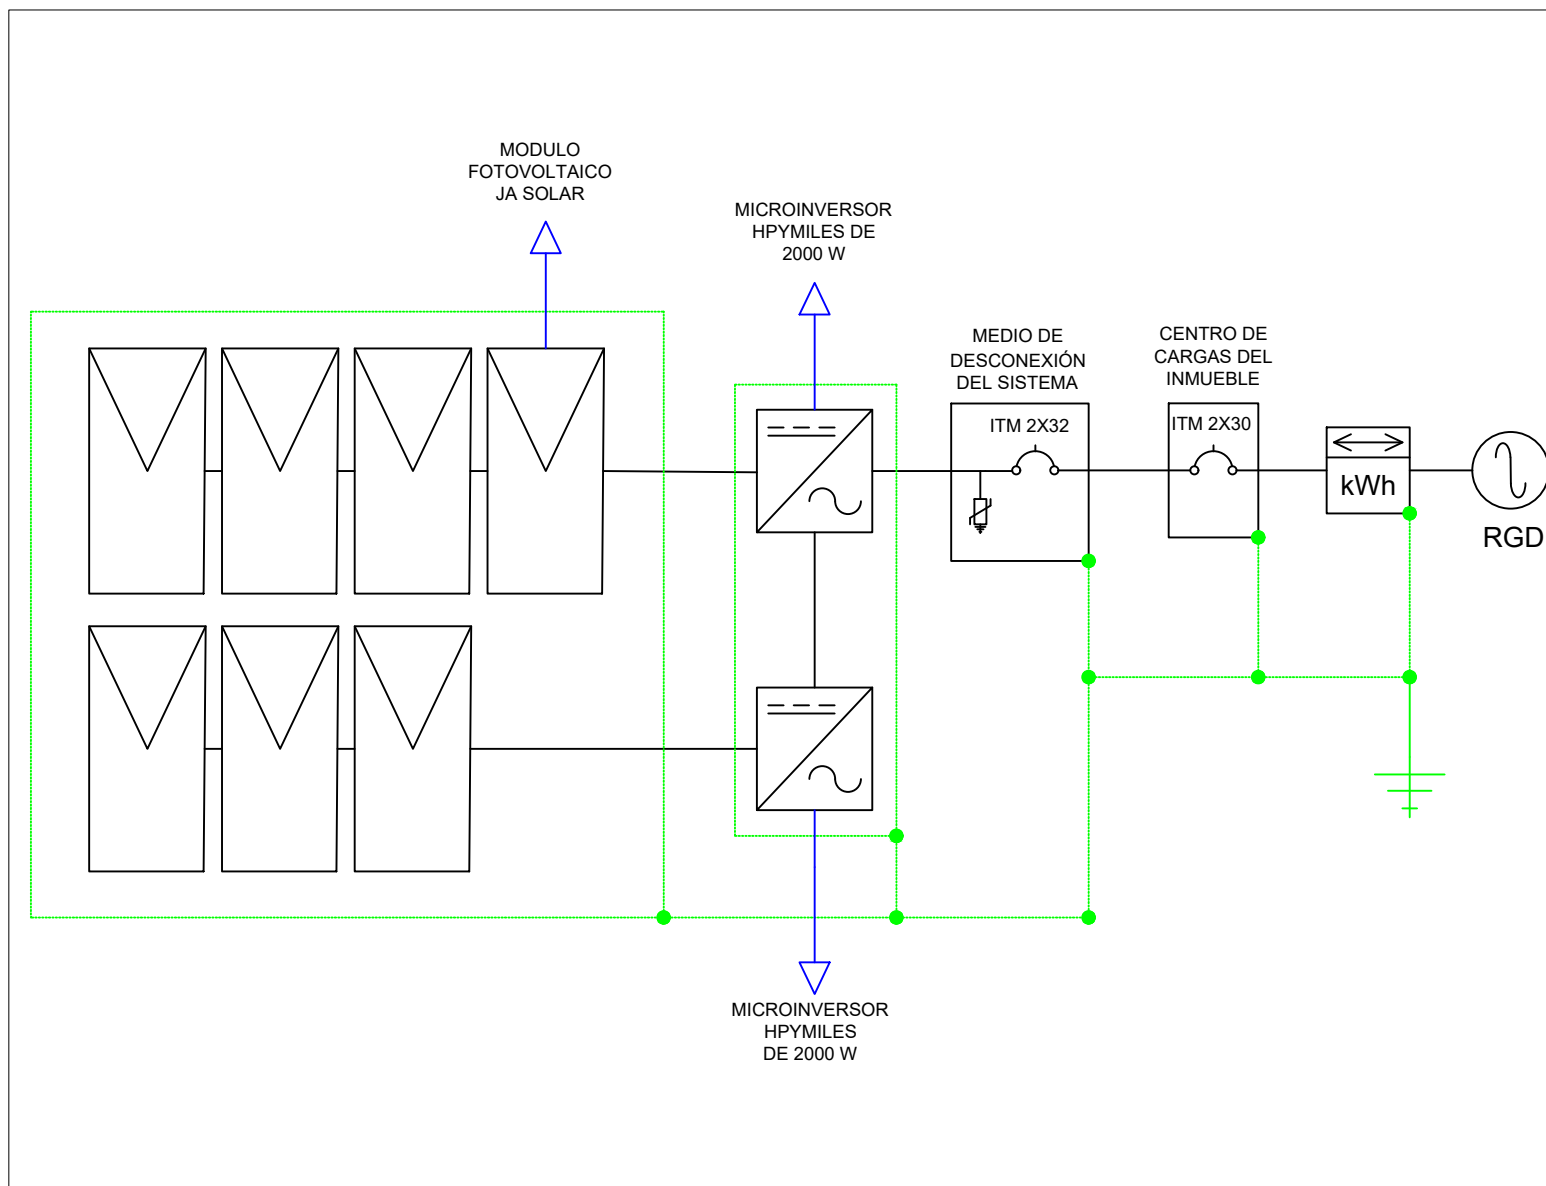 MODULO
FOTOVOLTAICO
JA SOLAR
MICROINVERSOR
HPYMILES DE
2000 W
MEDIO DE
DESCONEXIÓN
DEL SISTEMA
CENTRO DE
CARGAS DEL
INMUEBLE
ITM 2X32
ITM 2X30
kWh
RGD
MICROINVERSOR
HPYMILES
DE 2000 W